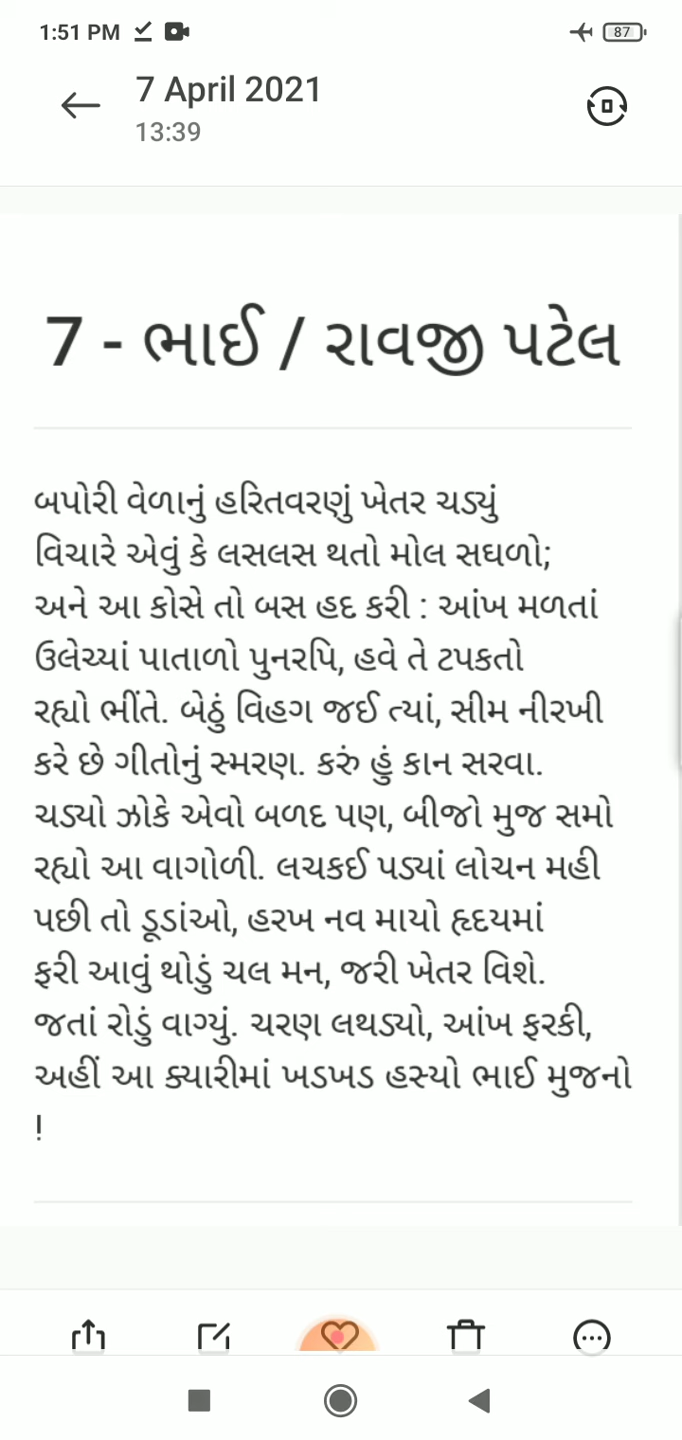 1:51 PM
87
7 April 2021
13:39
7 - ભાઈ / રાવજી પટેલ
બપોરી વેળાનું હરિતવરણું ખેતર ચડ્યું
વિચારે એવું કે લસલસ થતો મોલ સઘળો;
અને આ કોસે તો બસ હદ કરી : આંખ મળતાં
ઉલેચ્યાં પાતાળો પુનરપિ, હવે તે ટપકતો
રહ્યો ભીંતે. બેઠું વિહગ જઈ ત્યાં, સીમ નીરખી
કરે છે ગીતોનું સ્મરણ. કરું હું કાન સરવા.
ચડ્યો ઝોકે એવો બળદ પણ, બીજો મુજ સમો
રહ્યો આ વાગોળી. લચકઈ પડ્યાં લોચન મહી
પછી તો ડૂડાંઓ, હરખ નવ માયો હૃદયમાં
ફરી આવું થોડું ચલ મન, જરી ખેતર વિશે.
જતાં રોડું વાગ્યું. ચરણ લથડ્યો, આંખ ફરકી,
અહીં આ ક્યારીમાં ખડખડ હસ્યો ભાઈ મુજનો
!